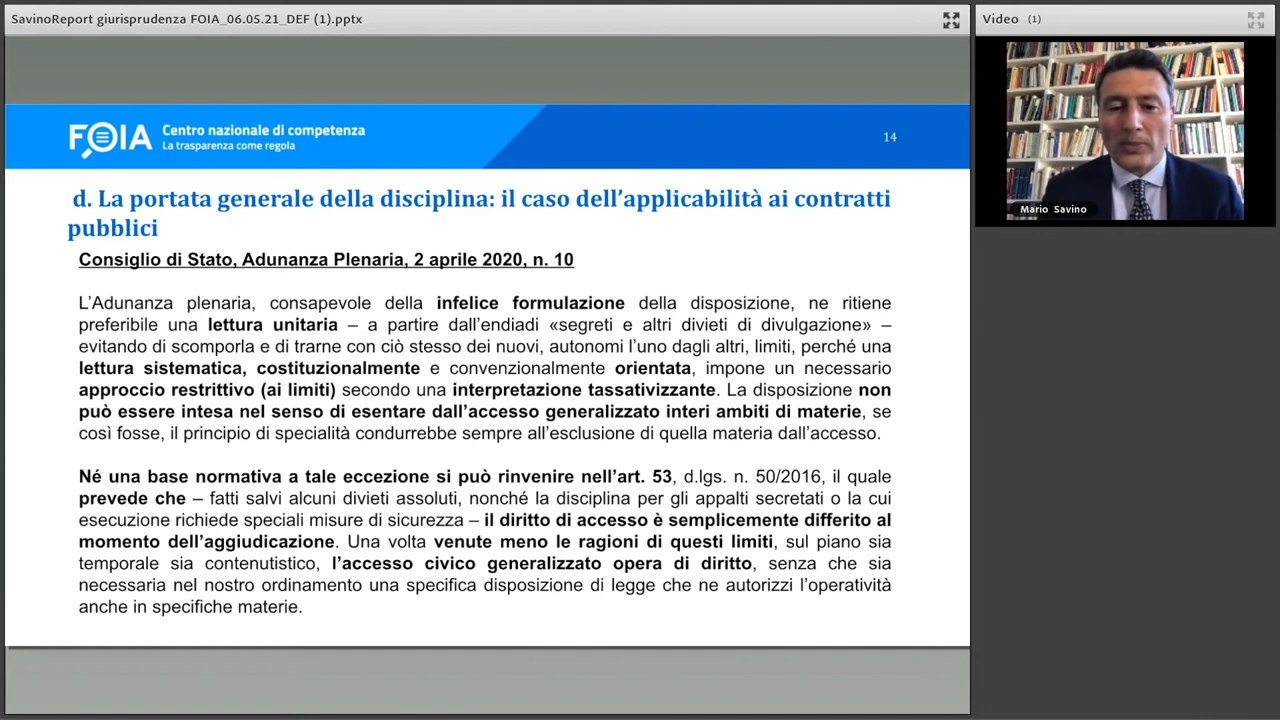 SavinoReport giurisprudenza FOIA_06.05.21_DEF (1).pptx
Video (1)
FOIA
Centro nazionale di competenza
La trasparenza come regola
14
Mario Savino
d. La portata generale della disciplina: il caso dell’applicabilità ai contratti
pubblici
Consiglio di Stato, Adunanza Plenaria, 2 aprile 2020, n. 10
L’Adunanza plenaria, consapevole della infelice formulazione della disposizione, ne ritiene
preferibile una lettura unitaria – a partire dall’endiadi «segreti e altri divieti di divulgazione» –
evitando di scomporla e di trarne con ciò stesso dei nuovi, autonomi l’uno dagli altri, limiti, perché una
lettura sistematica, costituzionalmente e convenzionalmente orientata, impone un necessario
approccio restrittivo (ai limiti) secondo una interpretazione tassativizzante. La disposizione non
può essere intesa nel senso di esentare dall’accesso generalizzato interi ambiti di materie, se
così fosse, il principio di specialità condurrebbe sempre all’esclusione di quella materia dall’accesso.
Né una base normativa a tale eccezione si può rinvenire nell’art. 53, d.lgs. n. 50/2016, il quale
prevede che – fatti salvi alcuni divieti assoluti, nonché la disciplina per gli appalti secretati o la cui
esecuzione richiede speciali misure di sicurezza – il diritto di accesso è semplicemente differito al
momento dell’aggiudicazione. Una volta venute meno le ragioni di questi limiti, sul piano sia
temporale sia contenutistico, l’accesso civico generalizzato opera di diritto, senza che sia
necessaria nel nostro ordinamento una specifica disposizione di legge che ne autorizzi l’operatività
anche in specifiche materie.